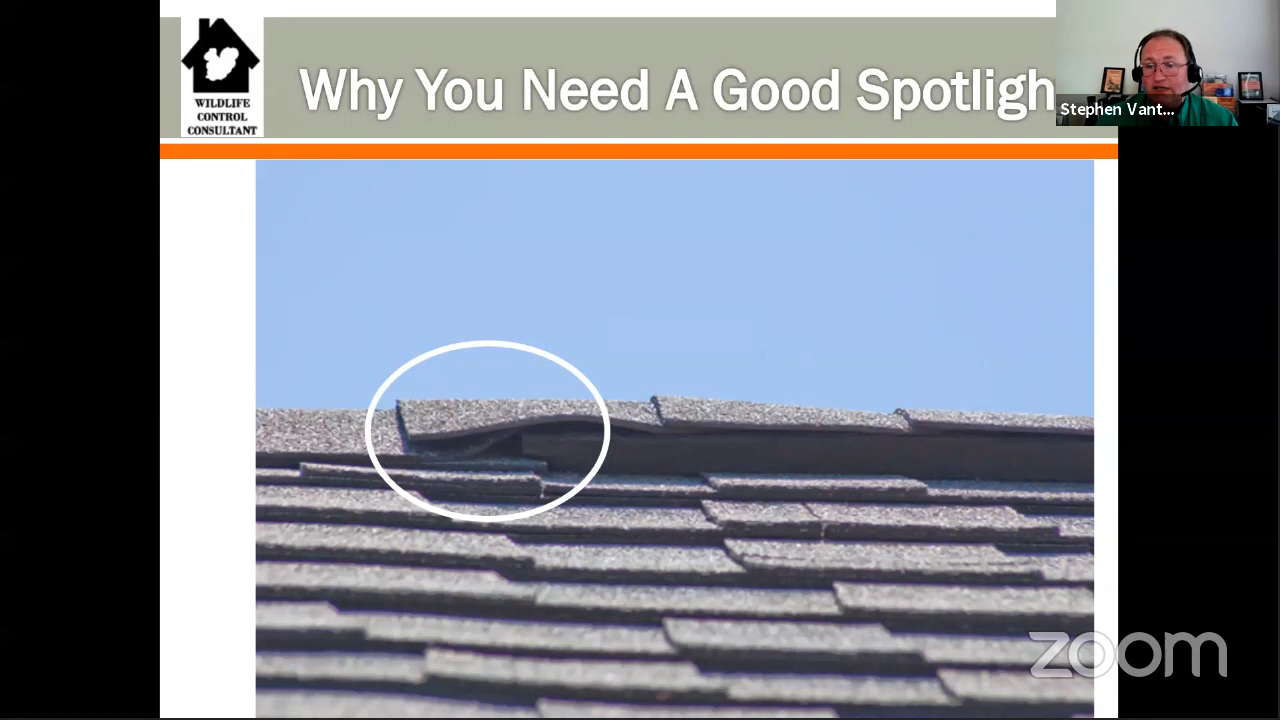 Why You Need A Good Spotligh
WILDLIFE
CONTROL
CONSULTANT
Stephen Vant...
zoom